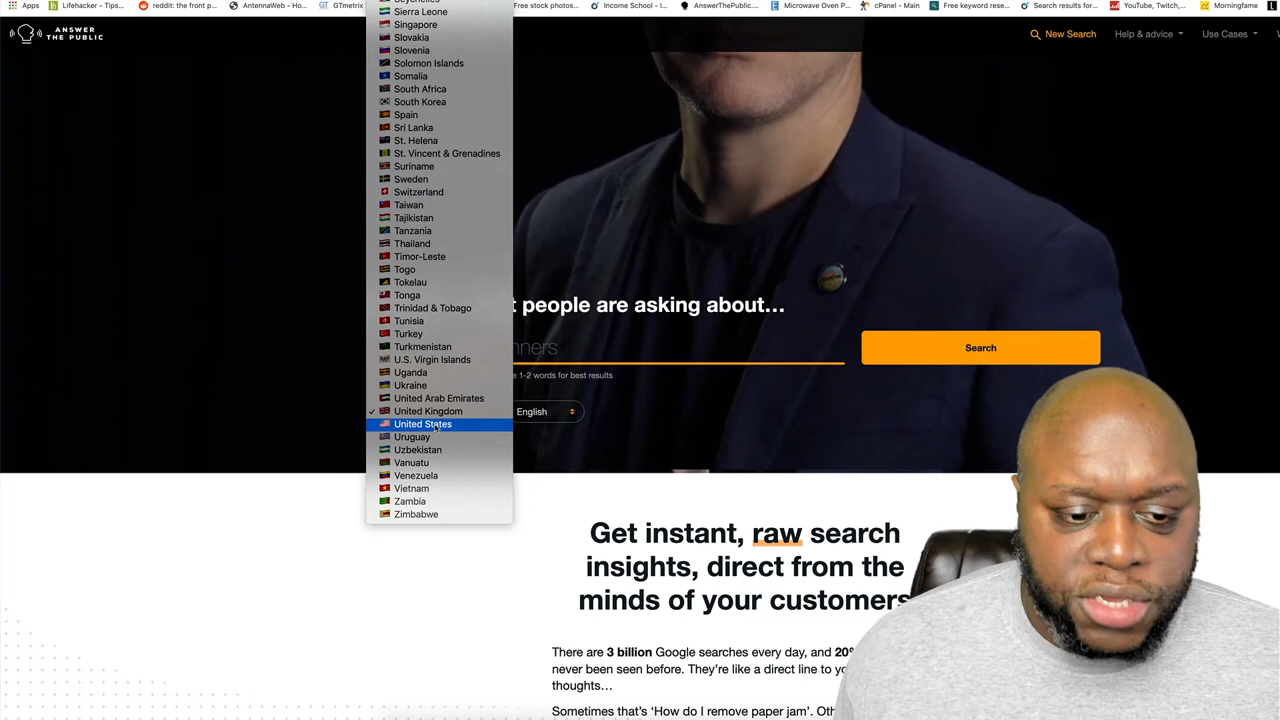 Apps
Lifehacker - Tips...
reddit: the front p...
AntennaWeb - Ho...
GTmetrix
Free stock photos...
Income School - I...
AnswerThePublic....
Microwave Oven P...
cPanel - Main
Free keyword rese...
Search results for...
YouTube, Twitch,...
Morningfame
ANSWER
THE PUBLIC
New Search
Help & advice
Use Cases
Seychelles
Sierra Leone
Singapore
Slovakia
Slovenia
Solomon Islands
Somalia
South Africa
South Korea
Spain
Sri Lanka
St. Helena
St. Vincent & Grenadines
Suriname
Sweden
Switzerland
Taiwan
Tajikistan
Tanzania
Thailand
Timor-Leste
Togo
Tokelau
Tonga
Trinidad & Tobago
Tunisia
Turkey
Turkmenistan
U.S. Virgin Islands
Uganda
Ukraine
United Arab Emirates
✓ United Kingdom
United States
Uruguay
Uzbekistan
Vanuatu
Venezuela
Vietnam
Zambia
Zimbabwe
t people are asking about...
nners
Search
e 1-2 words for best results
English
Get instant, raw search
insights, direct from the
minds of your customers
There are 3 billion Google searches every day, and 20%
never been seen before. They're like a direct line to yo
thoughts...
Sometimes that's 'How do I remove paper jam'. Oth